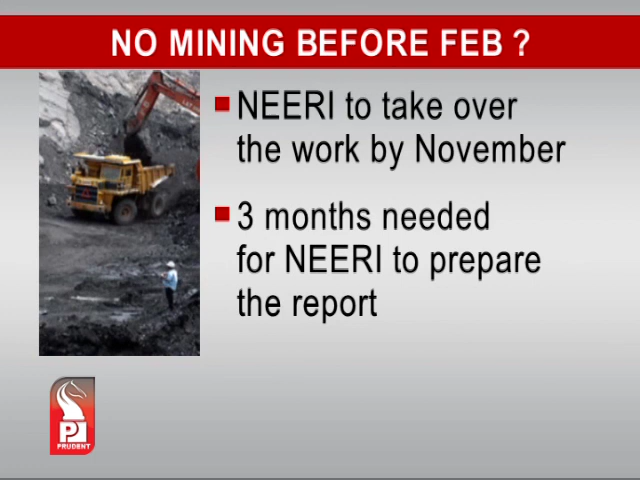 NO MINING BEFORE FEB ?
NEERI to take over
the work by November
3 months needed
for NEERI to prepare
the report
P
PRUDENT